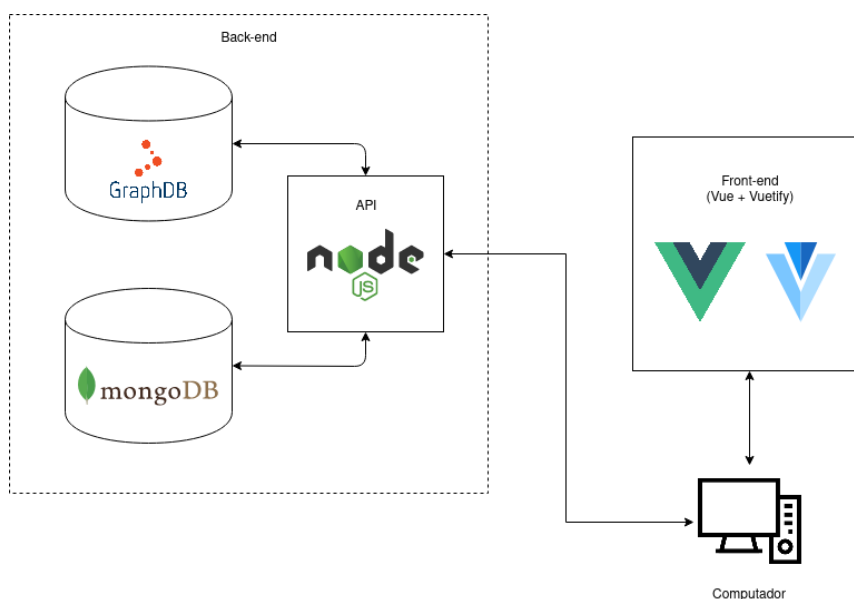 Back-end
GraphDB
API
node
JS
mongoDB
Front-end
(Vue + Vuetify)
Computador